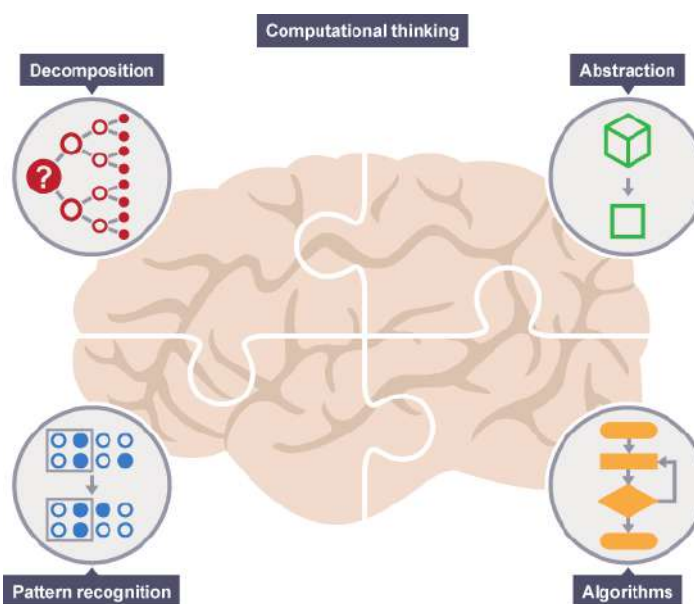 Computational thinking
Decomposition
Abstraction
?
Pattern recognition
Algorithms